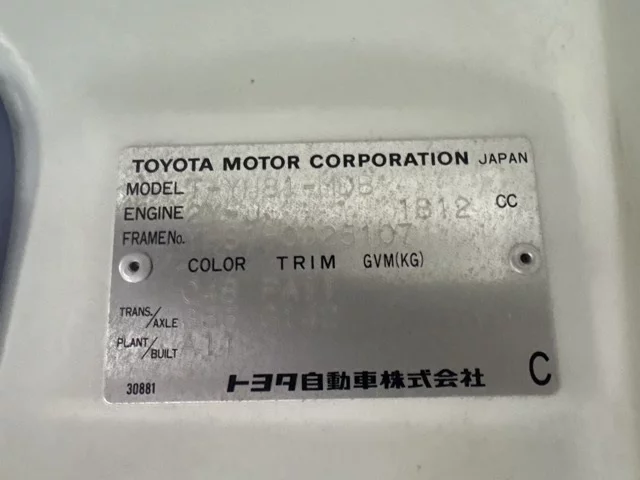 TOYOTA MOTOR CORPORATION JAPAN
MODEL
ENGINE 1812 CC
FRAME No.
COLOR TRIM GVM(KG)
TRANS./AXLE
PLANT/BUILT
30881 トヨタ自動車株式会社 C